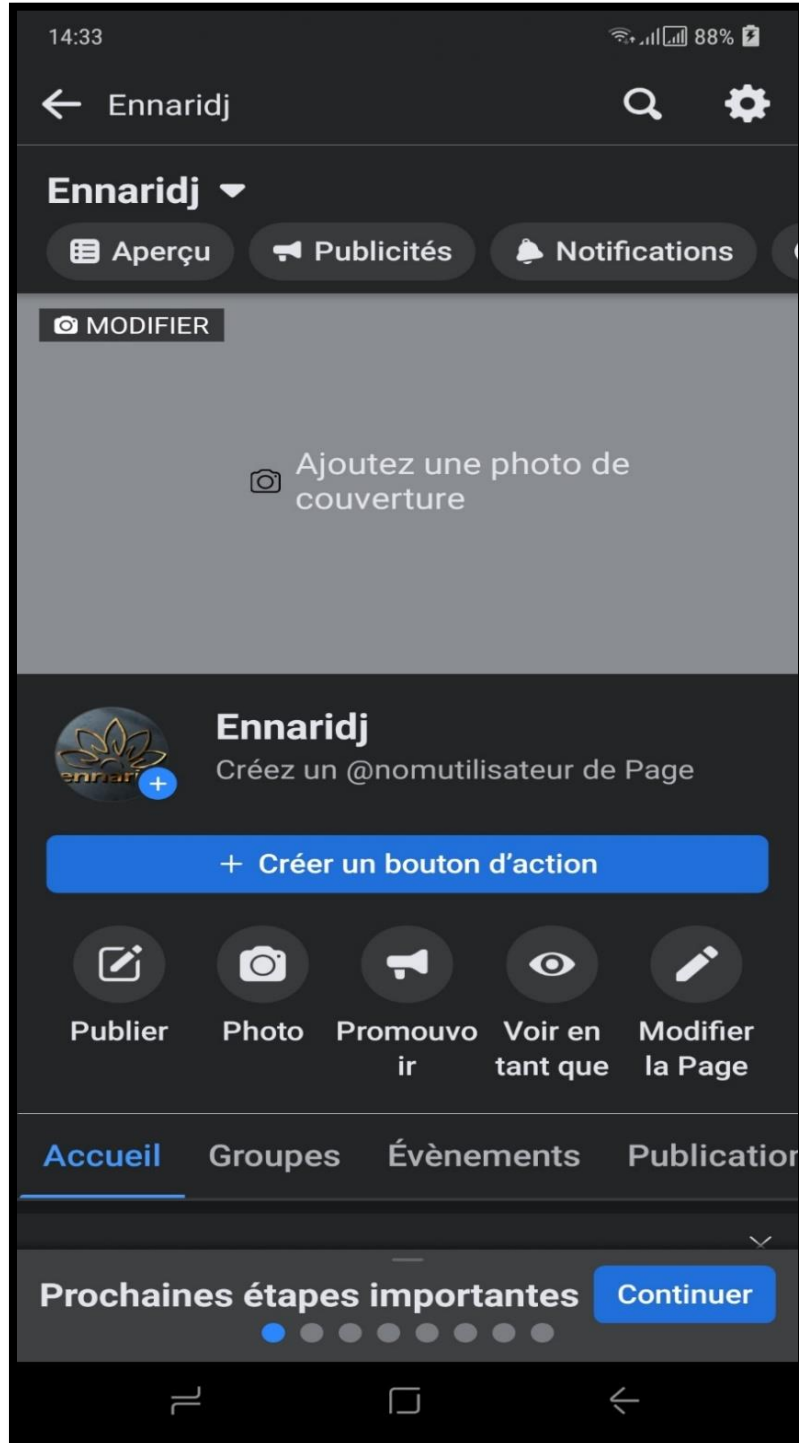 14:33
88%
Ennaridj
Ennaridj
Aperçu
Publicités
Notifications
MODIFIER
Ajoutez une photo de
couverture
Ennaridj
Créez un @nomutilisateur de Page
+ Créer un bouton d'action
Publier
Photo
Promouvo
ir
Voir en
tant que
Modifier
la Page
Accueil
Groupes
Évènements
Publication
Prochaines étapes importantes
Continuer